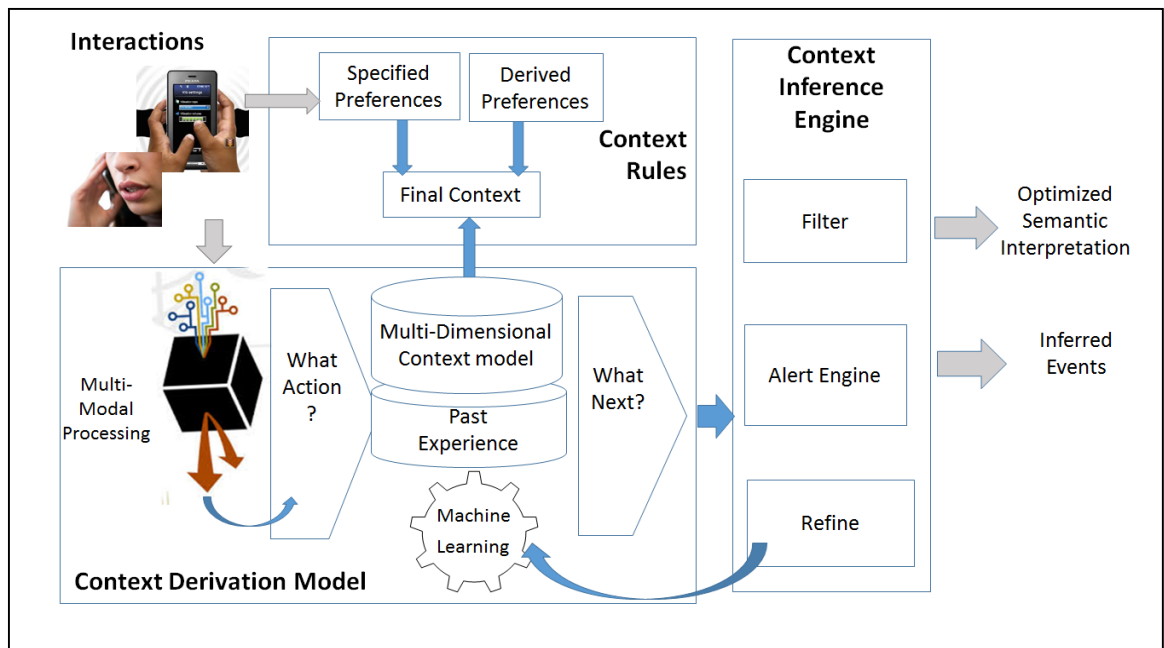 Interactions
Specified
Preferences
Derived
Preferences
Context
Rules
Final Context
Context
Inference
Engine
Filter
Alert Engine
Refine
Optimized
Semantic
Interpretation
Inferred
Events
Multi-
Modal
Processing
What
Action
?
Multi-Dimensional
Context model
Past
Experience
Machine
Learning
What
Next?
Context Derivation Model